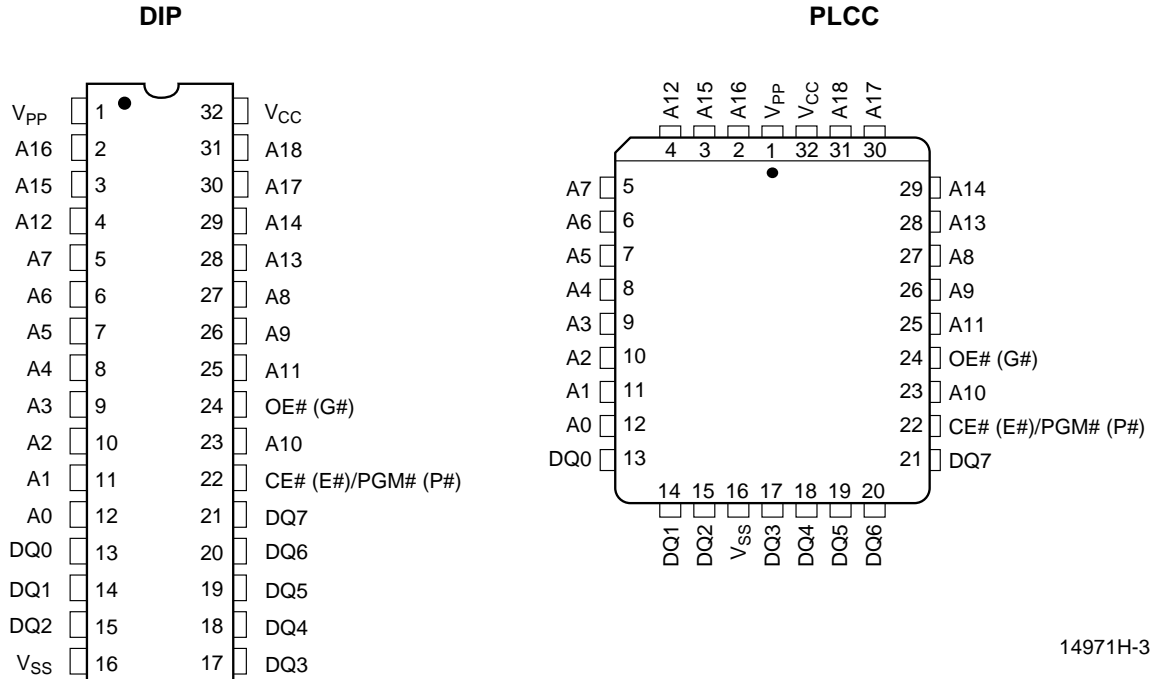 DIP
V_PP 1 32 V_CC
A16 2 31 A18
A15 3 30 A17
A12 4 29 A14
A7 5 28 A13
A6 6 27 A8
A5 7 26 A9
A4 8 25 A11
A3 9 24 OE# (G#)
A2 10 23 A10
A1 11 22 CE# (E#)/PGM# (P#)
A0 12 21 DQ7
DQ0 13 20 DQ6
DQ1 14 19 DQ5
DQ2 15 18 DQ4
V_SS 16 17 DQ3
PLCC
A12 A15 A16 V_PP V_CC A18 A17
4 3 2 1 32 31 30
A7 5 29 A14
A6 6 28 A13
A5 7 27 A8
A4 8 26 A9
A3 9 25 A11
A2 10 24 OE# (G#)
A1 11 23 A10
A0 12 22 CE# (E#)/PGM# (P#)
DQ0 13 21 DQ7
14 15 16 17 18 19 20
DQ1 DQ2 V_SS DQ3 DQ4 DQ5 DQ6
14971H-3